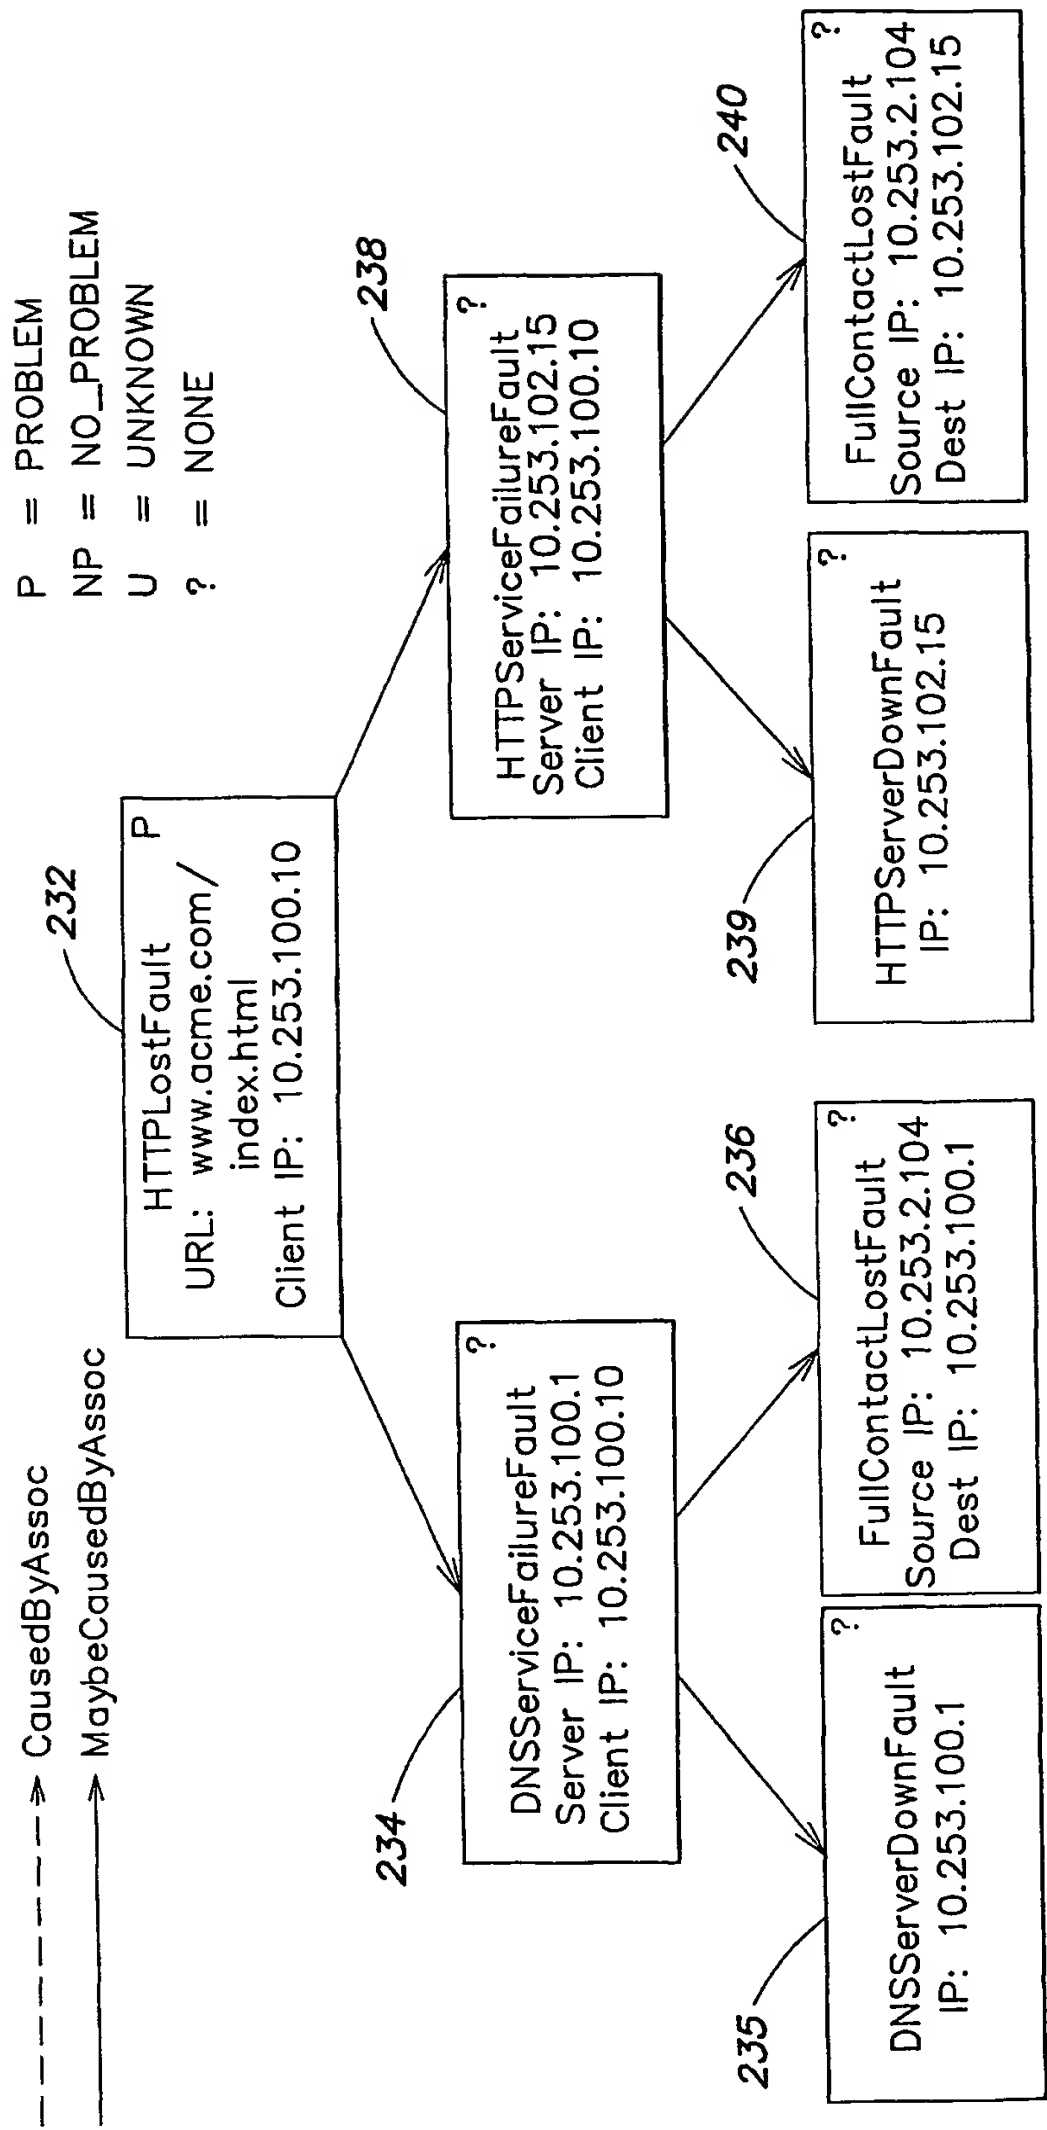 CausedByAssoc
MaybeCausedByAssoc
P = PROBLEM
NP = NO_PROBLEM
U = UNKNOWN
? = NONE
232
HTTPLostFault P
URL: www.acme.com/
index.html
Client IP: 10.253.100.10
234
DNSServiceFailureFault ?
Server IP: 10.253.100.1
Client IP: 10.253.100.10
238
HTTPServiceFailureFault ?
Server IP: 10.253.102.15
Client IP: 10.253.100.10
235
DNSServerDownFault ?
IP: 10.253.100.1
236
FullContactLostFault ?
Source IP: 10.253.2.104
Dest IP: 10.253.100.1
239
HTTPServerDownFault ?
IP: 10.253.102.15
240
FullContactLostFault ?
Source IP: 10.253.2.104
Dest IP: 10.253.102.15